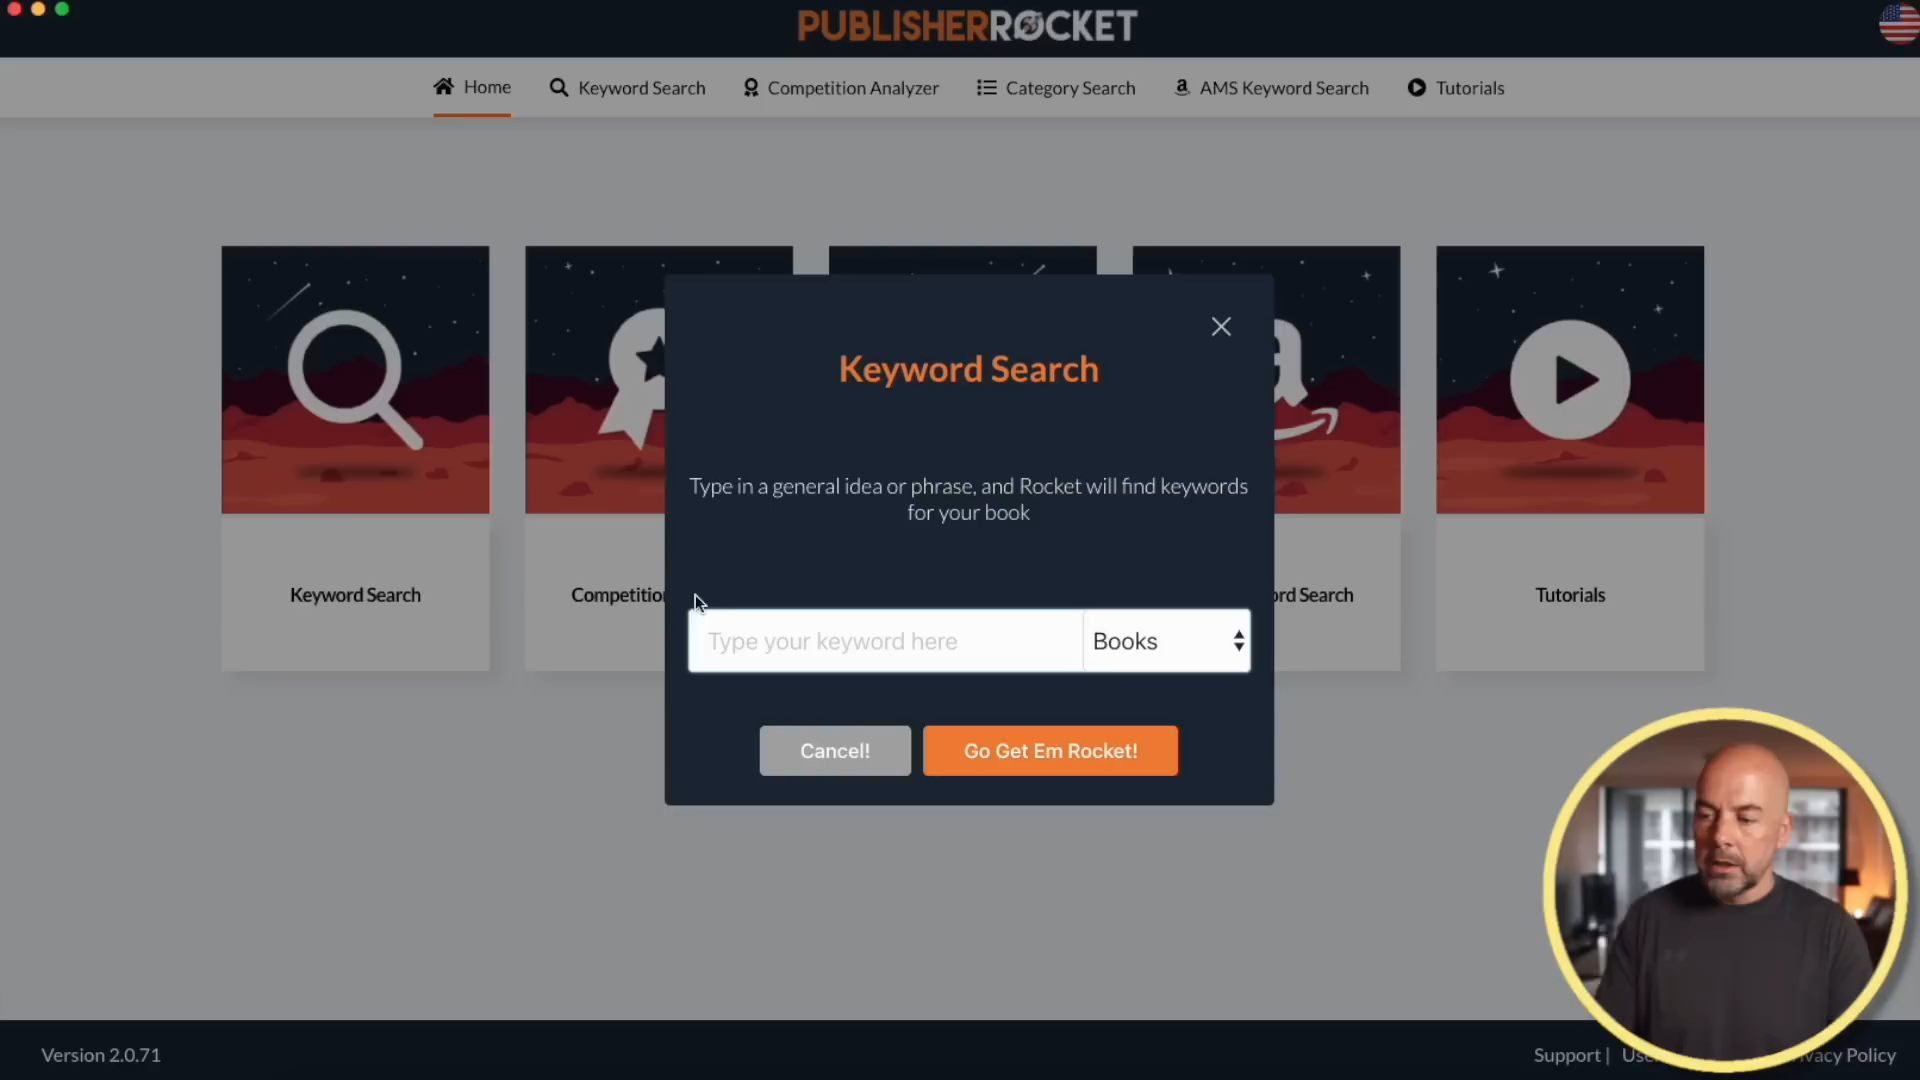 PUBLISHERROCKET
Home
Keyword Search
Competition Analyzer
Category Search
AMS Keyword Search
Tutorials
Keyword Search
Type in a general idea or phrase, and Rocket will find keywords
for your book
Type your keyword here
Books
Cancel!
Go Get Em Rocket!
Keyword Search
Search
Tutorials
Version 2.0.71
Support |
Policy